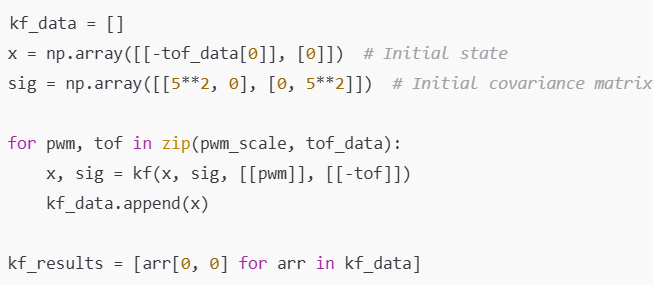 kf_data = []
x = np.array([[-tof_data[0]], [0]])  # Initial state
sig = np.array([[5**2, 0], [0, 5**2]])  # Initial covariance matrix
for pwm, tof in zip(pwm_scale, tof_data):
    x, sig = kf(x, sig, [[pwm]], [[-tof]])
    kf_data.append(x)
kf_results = [arr[0, 0] for arr in kf_data]